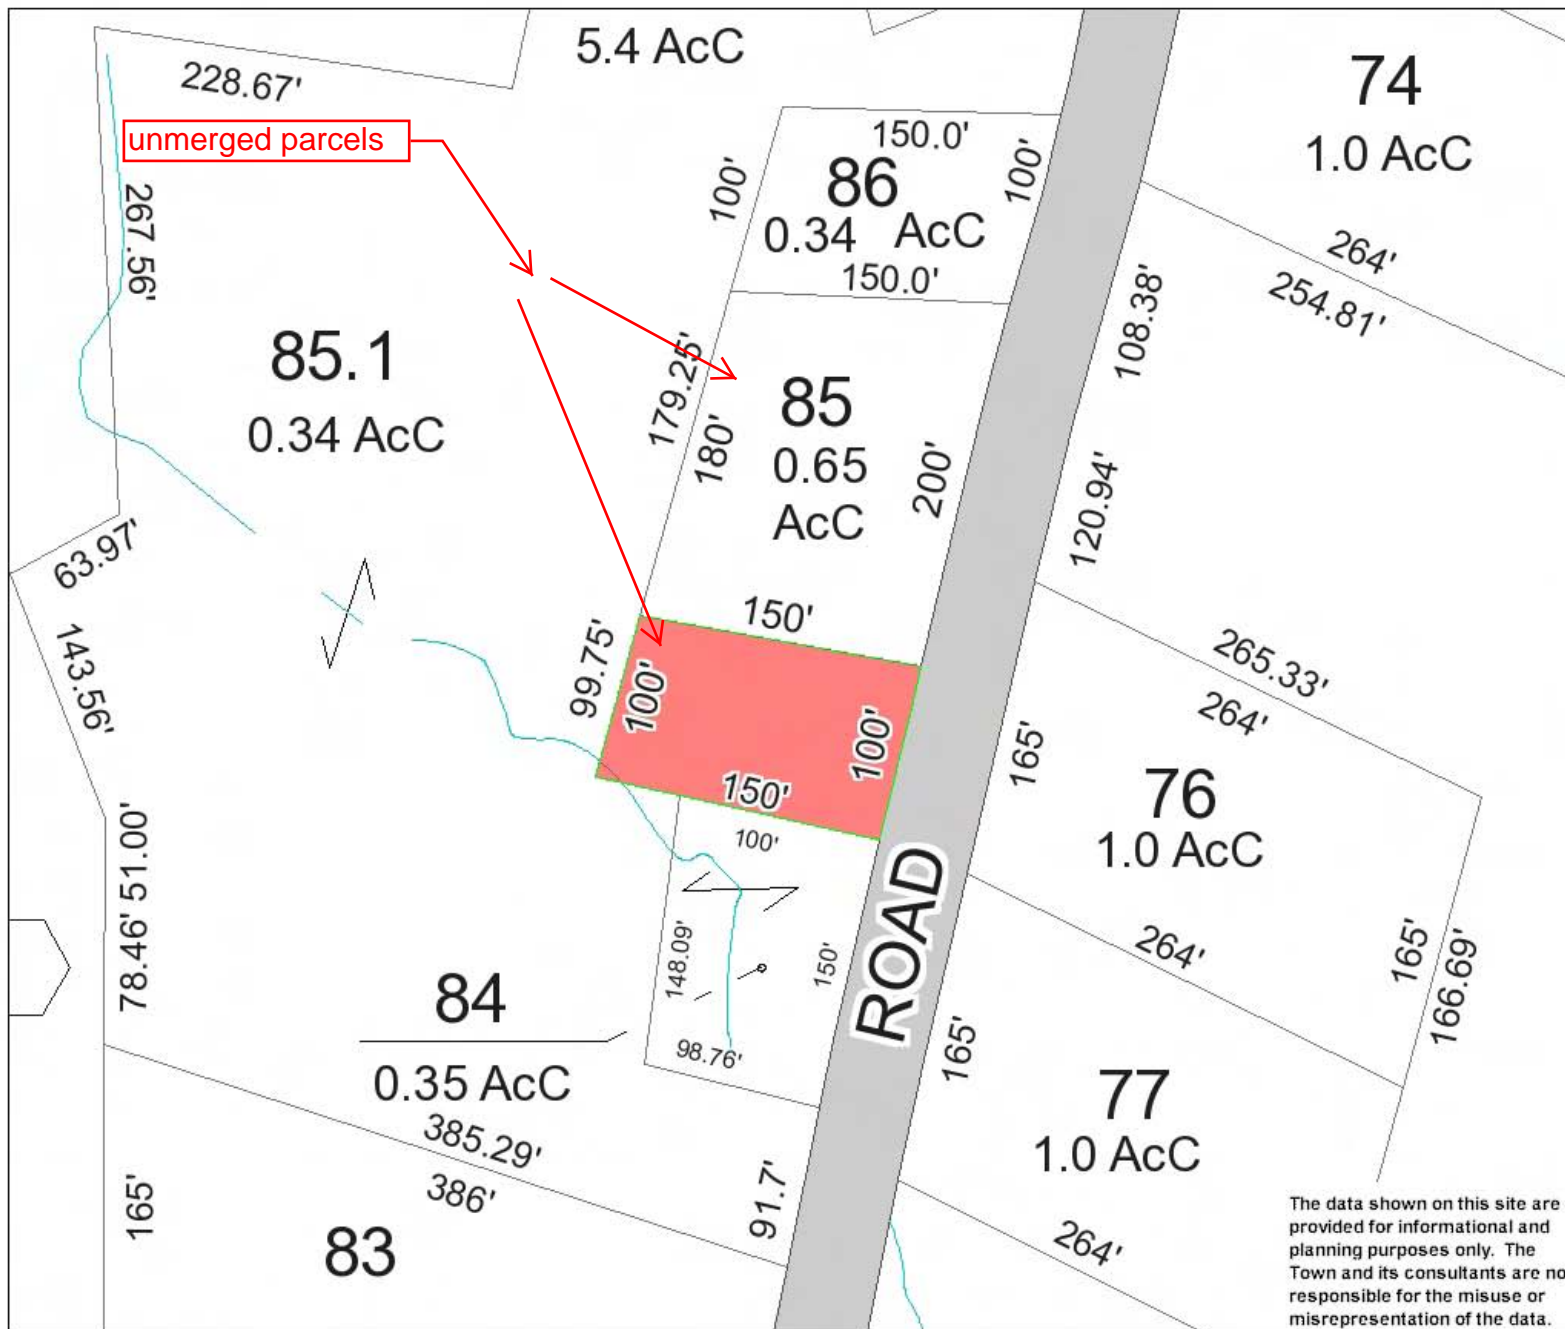 5.4 AcC
228.67'
unmerged parcels
267.56'
150.0'
100'
100'
86
0.34 AcC
150.0'
74
1.0 AcC
264'
254.81'
108.38'
85.1
0.34 AcC
179.25'
180'
85
0.65
AcC
200'
120.94'
63.97'
143.56'
99.75'
150'
100'
100'
150'
265.33'
264'
165'
76
1.0 AcC
100'
148.09'
150'
98.76'
ROAD
78.46' 51.00'
84
0.35 AcC
385.29'
386'
264'
165'
166.69'
165'
77
1.0 AcC
91.7'
165'
83
264'
The data shown on this site are
provided for informational and
planning purposes only. The
Town and its consultants are no
responsible for the misuse or
misrepresentation of the data.